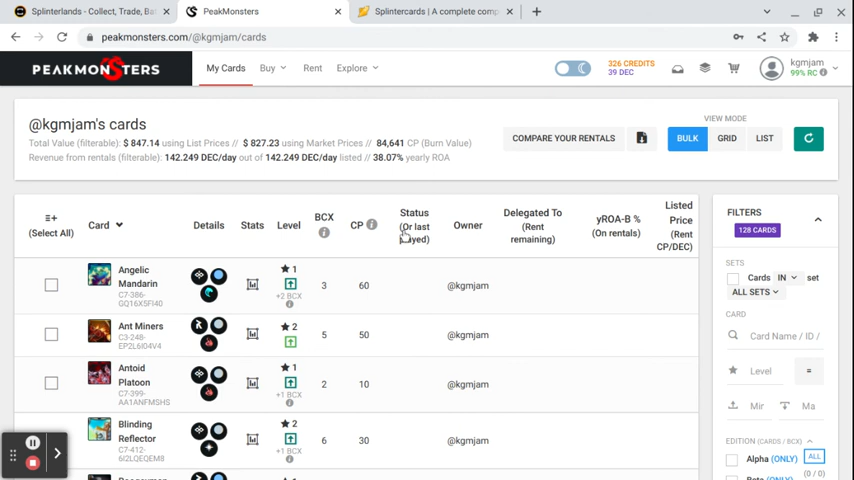 Splinterlands - Collect, Trade, Ba
PeakMonsters
Splintercards | A complete comp
peakmonsters.com/@kgmjam/cards
PEAKMONSTERS
My Cards
Buy
Rent
Explore
326 CREDITS
39 DEC
kgmjam
99% RC
@kgmjam's cards
Total Value (filterable): $ 847.14 using List Prices // $ 827.23 using Market Prices // 84,641 CP (Burn Value)
Revenue from rentals (filterable): 142.249 DEC/day out of 142.249 DEC/day listed // 38.07% yearly ROA
COMPARE YOUR RENTALS
VIEW MODE
BULK
GRID
LIST
(Select All)
Card
Details
Stats
Level
BCX
CP
Status
(Or last
played)
Owner
Delegated To
(Rent
remaining)
yROA-B %
(On rentals)
Listed
Price
(Rent
CP/DEC)
Angelic
Mandarin
C7-386-
GQ16X5FI40
1
+2 BCX
3
60
@kgmjam
Ant Miners
C3-248-
EP2L6I04V4
2
5
50
@kgmjam
Antoid
Platoon
C7-399-
AA1ANFMSHS
1
+1 BCX
2
10
@kgmjam
Blinding
Reflector
C7-412-
6I2LQEQEM8
2
+1 BCX
6
30
@kgmjam
FILTERS
128 CARDS
SETS
Cards IN set
ALL SETS
CARD
Card Name / ID /
Level
=
Mir
Ma
EDITION (CARDS / BCX)
Alpha (ONLY)
ALL
(0 / 0)